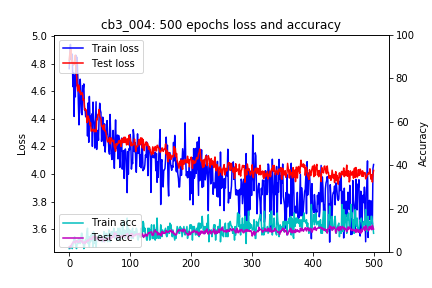 cb3_004: 500 epochs loss and accuracy
Train loss
Test loss
Train acc
Test acc
Loss
5.0
4.8
4.6
4.4
4.2
4.0
3.8
3.6
Accuracy
100
80
60
40
20
0
0 100 200 300 400 500